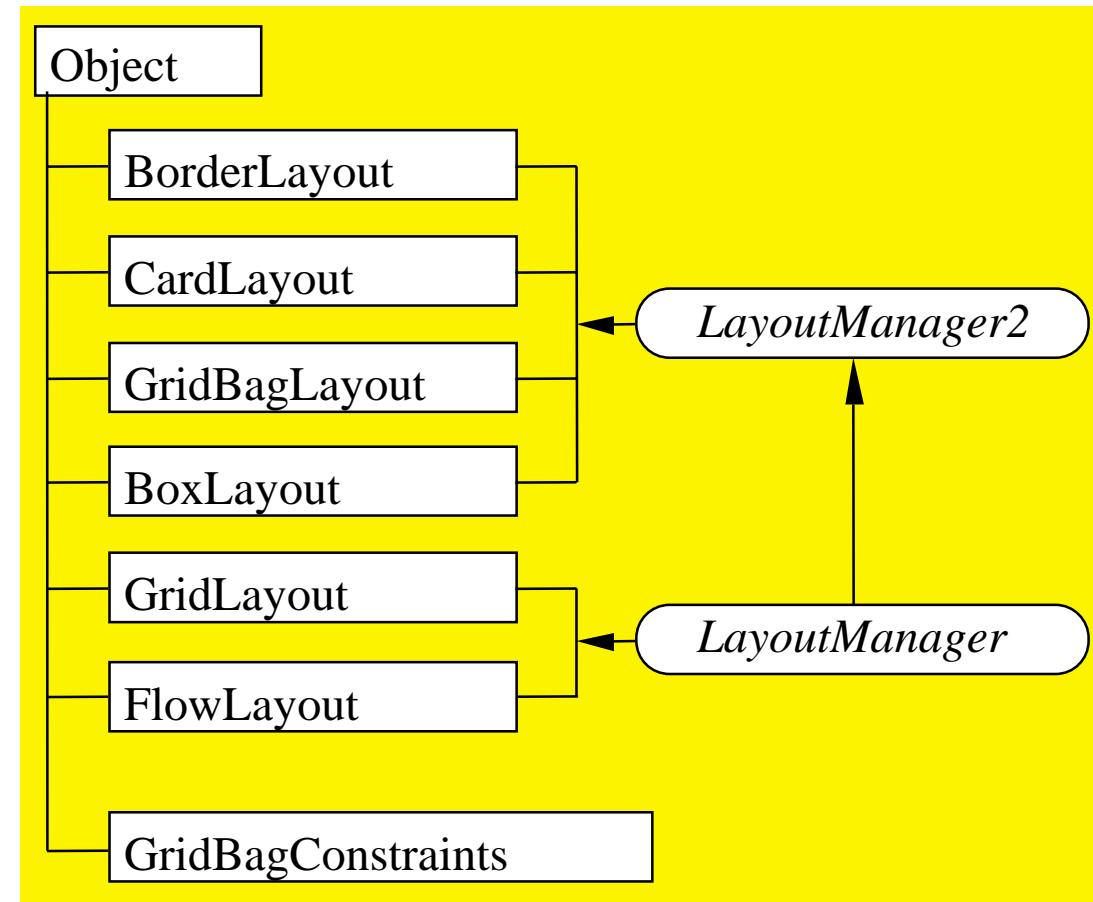 Object
BorderLayout
CardLayout
LayoutManager2
GridBagLayout
BoxLayout
GridLayout
LayoutManager
FlowLayout
GridBagConstraints